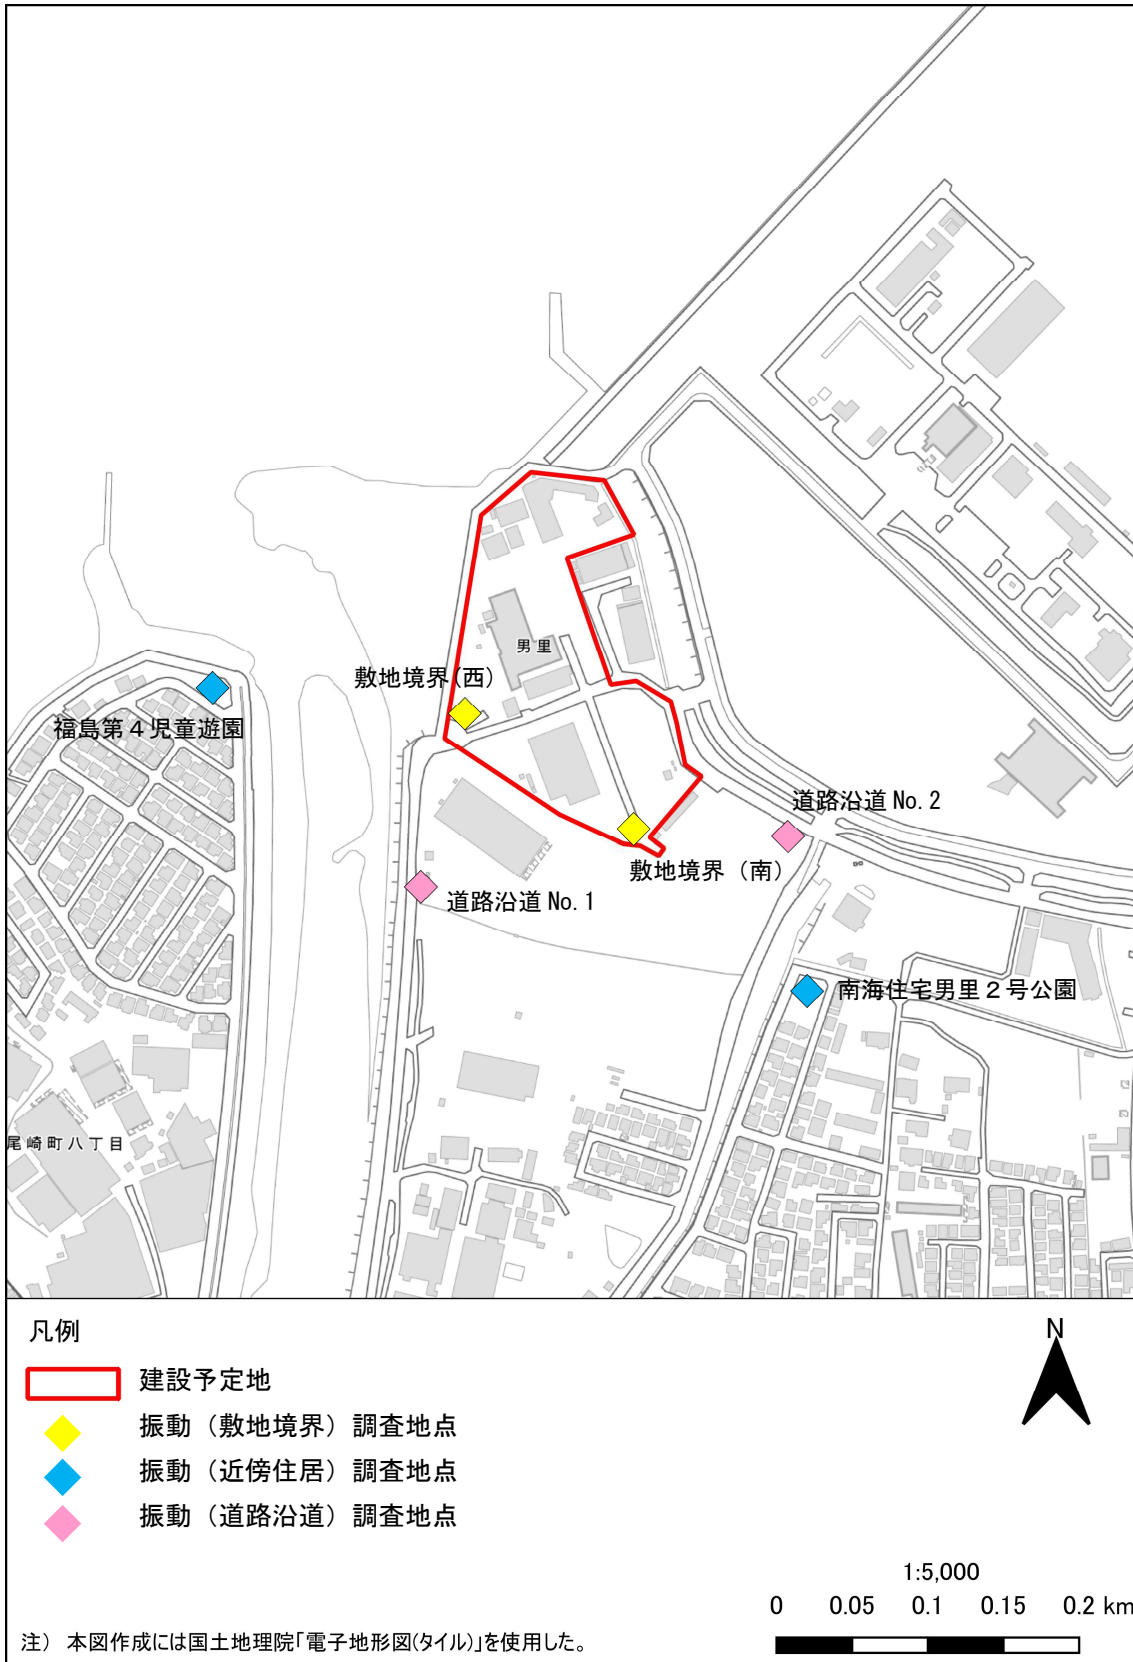 男里
敷地境界(西)
福島第4児童遊園
道路沿道 No. 2
敷地境界（南）
道路沿道 No. 1
南海住宅男里2号公園
尾崎町八丁目
凡例
N
建設予定地
振動（敷地境界）調査地点
振動（近傍住居）調査地点
振動（道路沿道）調査地点
1:5,000
0 0.05 0.1 0.15 0.2 km
注） 本図作成には国土地理院｢電子地形図(タイル)｣を使用した。